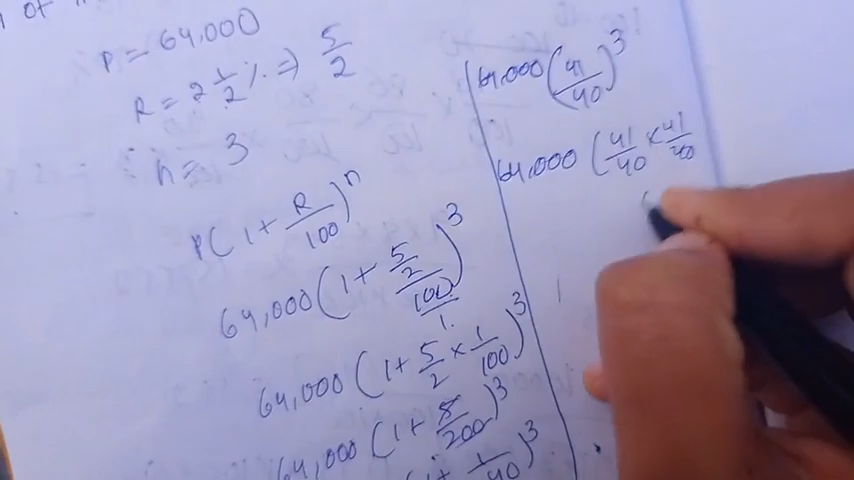 of
P = 64,000
R = 2 1/2 % ⇒ 5/2
n = 3
P(1 + R/100)^n
64,000(1 + 5/2/100/1)^3
64,000(1 + 5/2 × 1/100)^3
64,000(1 + 5/200)^3
+ 1/40)^3
64,000(41/40)^3
64,000(41/40 × 41/40